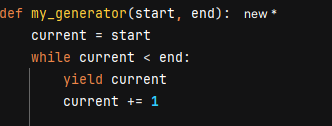 def my_generator(start, end): new *
    current = start
    while current < end:
        yield current
        current += 1